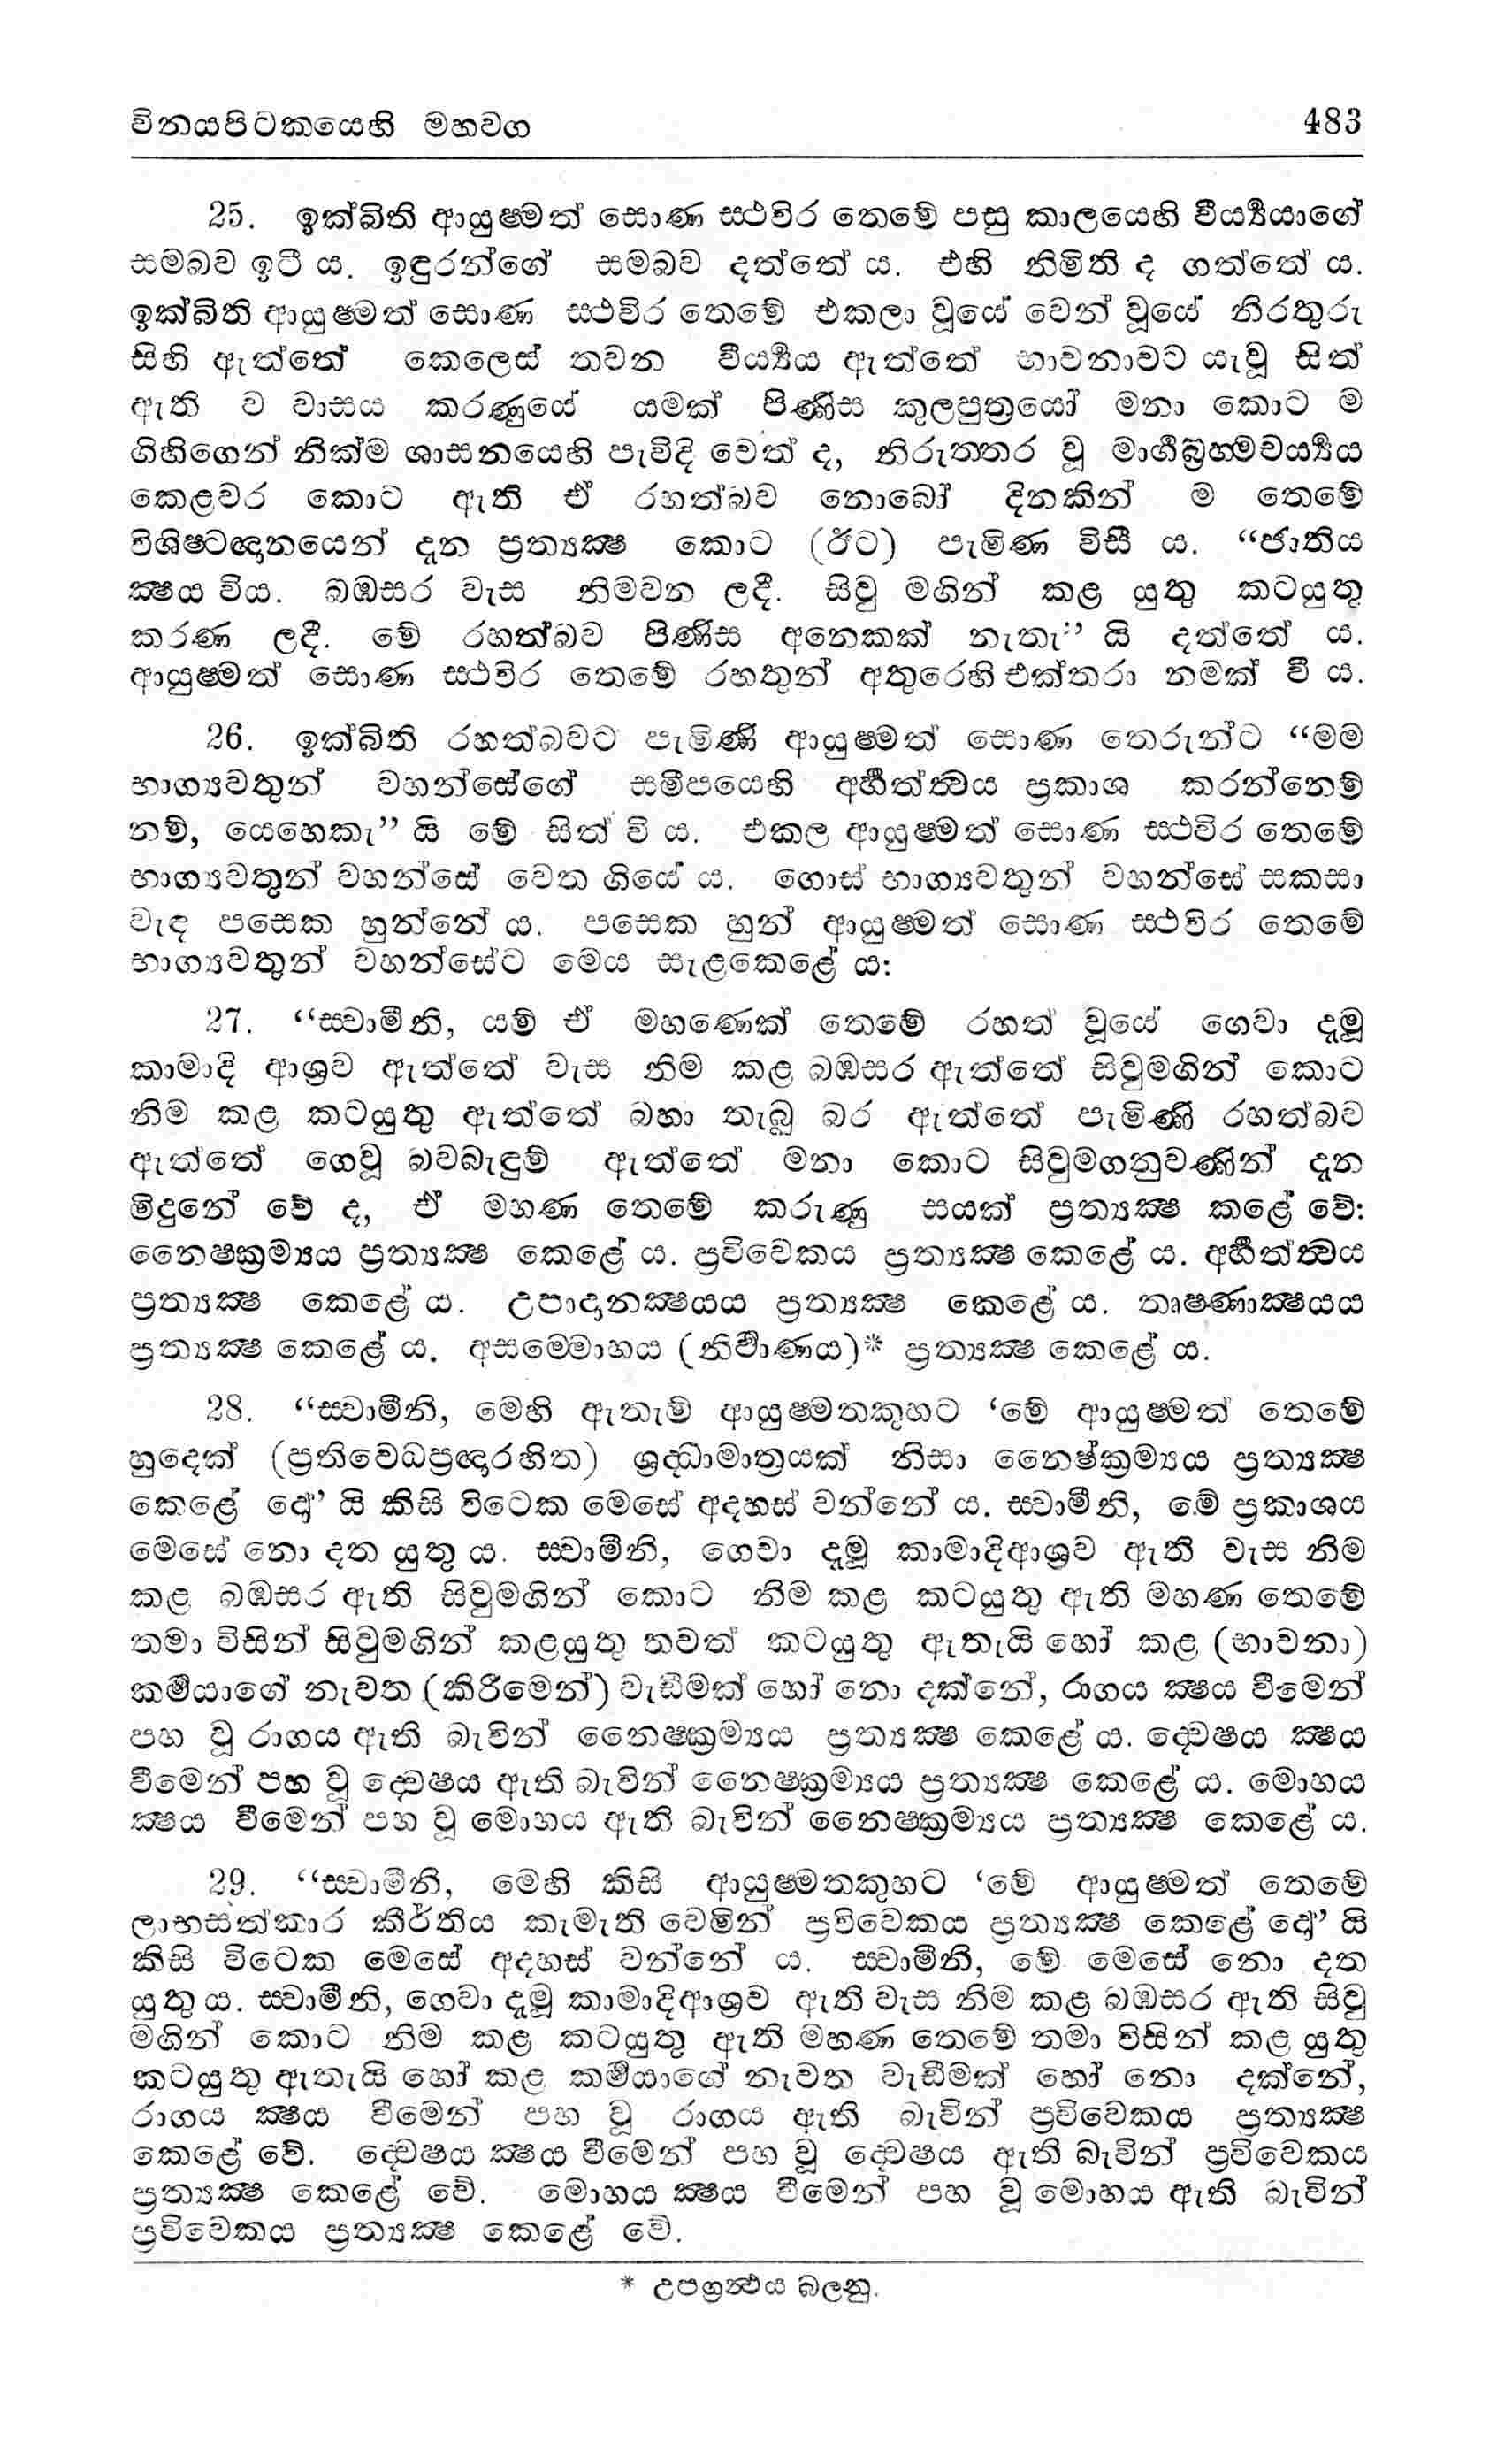 විනයපිටකයෙහි මහවග 483
25. ඉක්බිති ආයුෂ්මත් සොණ ස්ථවිර තෙමේ පසු කාලයෙහි වීර්‍ය්‍යයාගේ
සමබව ඉටී ය. ඉඳුරන්ගේ සමබව දත්තේ ය. එහි නිමිති ද ගත්තේ ය.
ඉක්බිති ආයුෂ්මත් සොණ ස්ථවිර තෙමේ එකලා වූයේ වෙන් වූයේ නිරතුරු
සිහි ඇත්තේ කෙලෙස් තවන වීර්‍ය්‍යය ඇත්තේ භාවනාවට යැවූ සිත්
ඇති ව වාසය කරණුයේ යමක් පිණිස කුලපුත්‍රයෝ මනා කොට ම
ගිහිගෙන් නික්ම ශාසනයෙහි පැවිදි වෙත් ද, නිරුත්තර වූ මාර්ගබ්‍රහ්මචර්‍ය්‍යය
කෙළවර කොට ඇති ඒ රහත්බව නොබෝ දිනකින් ම තෙමේ
විශිෂ්ටඥානයෙන් දැන ප්‍රත්‍යක්‍ෂ කොට (ඊට) පැමිණ විසී ය. “ජාතිය
ක්‍ෂය විය. බඹසර වැස නිමවන ලදී. සිවු මගින් කළ යුතු කටයුතු
කරණ ලදී. මේ රහත්බව පිණිස අනෙකක් නැතැ” යි දත්තේ ය.
ආයුෂ්මත් සොණ ස්ථවිර තෙමේ රහතුන් අතුරෙහි එක්තරා නමක් වී ය.
26. ඉක්බිති රහත්බවට පැමිණි ආයුෂ්මත් සොණ තෙරුන්ට “මම
භාග්‍යවතුන් වහන්සේගේ සමීපයෙහි අර්හත්ත්වය ප්‍රකාශ කරන්නෙම්
නම්, යෙහෙකැ” යි මේ සිත් වි ය. එකල ආයුෂ්මත් සොණ ස්ථවිර තෙමේ
භාග්‍යවතුන් වහන්සේ වෙත ගියේ ය. ගොස් භාග්‍යවතුන් වහන්සේ සකසා
වැඳ පසෙක හුන්නේ ය. පසෙක හුන් ආයුෂ්මත් සොණ ස්ථවිර තෙමේ
භාග්‍යවතුන් වහන්සේට මෙය සැළකෙළේ ය:
27. “ස්වාමීනි, යම් ඒ මහණෙක් තෙමේ රහත් වූයේ ගෙවා දැමූ
කාමාදි ආශ්‍රව ඇත්තේ වැස නිම කළ බඹසර ඇත්තේ සිවුමගින් කොට
නිම කළ කටයුතු ඇත්තේ බහා තැබූ බර ඇත්තේ පැමිණි රහත්බව
ඇත්තේ ගෙවූ බවබැඳුම් ඇත්තේ මනා කොට සිවුමගනුවණින් දැන
මිදුනේ වේ ද, ඒ මහණ තෙමේ කරුණු සයක් ප්‍රත්‍යක්‍ෂ කළේ වේ:
නෛෂ්ක්‍රම්‍යය ප්‍රත්‍යක්‍ෂ කෙළේ ය. ප්‍රවිවෙකය ප්‍රත්‍යක්‍ෂ කෙළේ ය. අර්හත්ත්වය
ප්‍රත්‍යක්‍ෂ කෙළේ ය. උපාදානක්‍ෂයය ප්‍රත්‍යක්‍ෂ කෙළේ ය. තෘෂ්ණාක්‍ෂයය
ප්‍රත්‍යක්‍ෂ කෙළේ ය. අසම්මොහය (නිර්වාණය)* ප්‍රත්‍යක්‍ෂ කෙළේ ය.
28. “ස්වාමීනි, මෙහි ඇතැම් ආයුෂ්මතකුහට ‘මේ ආයුෂ්මත් තෙමේ
හුදෙක් (ප්‍රතිවෙධප්‍රඥාරහිත) ශ්‍රද්ධාමාත්‍රයක් නිසා නෛෂ්ක්‍රම්‍යය ප්‍රත්‍යක්‍ෂ
කෙළේ දෝ’ යි කිසි විටෙක මෙසේ අදහස් වන්නේ ය. ස්වාමීනි, මේ ප්‍රකාශය
මෙසේ නො දත යුතු ය. ස්වාමීනි, ගෙවා දැමූ කාමාදිආශ්‍රව ඇති වැස නිම
කළ බඹසර ඇති සිවුමගින් කොට නිම කළ කටයුතු ඇති මහණ තෙමේ
තමා විසින් සිවුමගින් කළයුතු තවත් කටයුතු ඇතැයි හෝ කළ (භාවනා)
කර්මයාගේ නැවත (කිරීමෙන්) වැඩිමක් හෝ නො දක්නේ, රාගය ක්‍ෂය වීමෙන්
පහ වූ රාගය ඇති බැවින් නෛෂ්ක්‍රම්‍යය ප්‍රත්‍යක්‍ෂ කෙළේ ය. ද්වෙෂය ක්‍ෂය
වීමෙන් පහ වූ ද්වෙෂය ඇති බැවින් නෛෂ්ක්‍රම්‍යය ප්‍රත්‍යක්‍ෂ කෙළේ ය. මොහය
ක්‍ෂය වීමෙන් පහ වූ මොහය ඇති බැවින් නෛෂ්ක්‍රම්‍යය ප්‍රත්‍යක්‍ෂ කෙළේ ය.
29. “ස්වාමීනි, මෙහි කිසි ආයුෂ්මතකුහට ‘මේ ආයුෂ්මත් තෙමේ
ලාභසත්කාර කීර්තිය කැමැති වෙමින් ප්‍රවිවෙකය ප්‍රත්‍යක්‍ෂ කෙළේ දෝ’ යි
කිසි විටෙක මෙසේ අදහස් වන්නේ ය. ස්වාමීනි, මේ මෙසේ නො දත
යුතු ය. ස්වාමීනි, ගෙවා දැමූ කාමාදිආශ්‍රව ඇති වැස නිම කළ බඹසර ඇති සිවු
මගින් කොට නිම කළ කටයුතු ඇති මහණ තෙමේ තමා විසින් කළ යුතු
කටයුතු ඇතැයි හෝ කළ කර්මයාගේ නැවත වැඩීමක් හෝ නො දක්නේ,
රාගය ක්‍ෂය වීමෙන් පහ වූ රාගය ඇති බැවින් ප්‍රවිවෙකය ප්‍රත්‍යක්‍ෂ
කෙළේ වේ. ද්වෙෂය ක්‍ෂය වීමෙන් පහ වූ ද්වෙෂය ඇති බැවින් ප්‍රවිවෙකය
ප්‍රත්‍යක්‍ෂ කෙළේ වේ. මොහය ක්‍ෂය වීමෙන් පහ වූ මොහය ඇති බැවින්
ප්‍රවිවෙකය ප්‍රත්‍යක්‍ෂ කෙළේ වේ.
* උපග්‍රන්ථය බලනු.